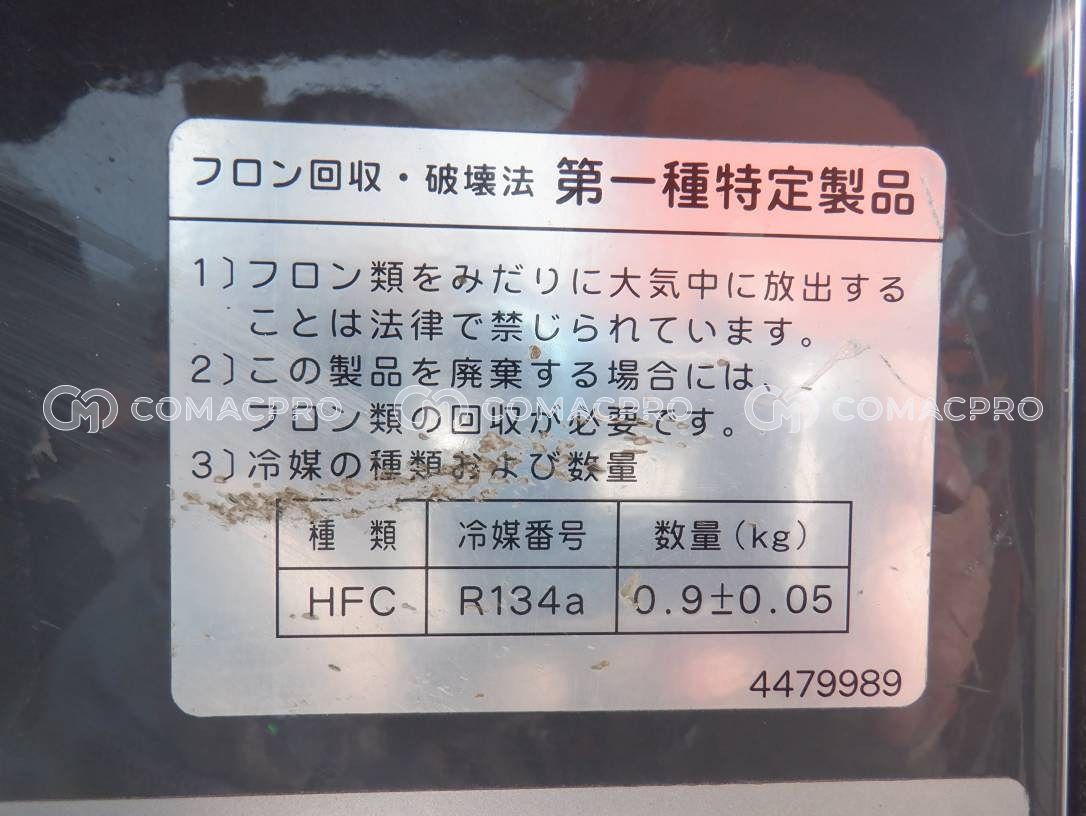 フロン回収・破壊法 第一種特定製品
1)フロン類をみだりに大気中に放出する
ことは法律で禁じられています。
2)この製品を廃棄する場合には、
フロン類の回収が必要です。
COMACPRO COMACPRO COMACPRO
3)冷媒の種類および数量
種 類 冷媒番号 数量(kg)
HFC R134a 0.9±0.05
4479989